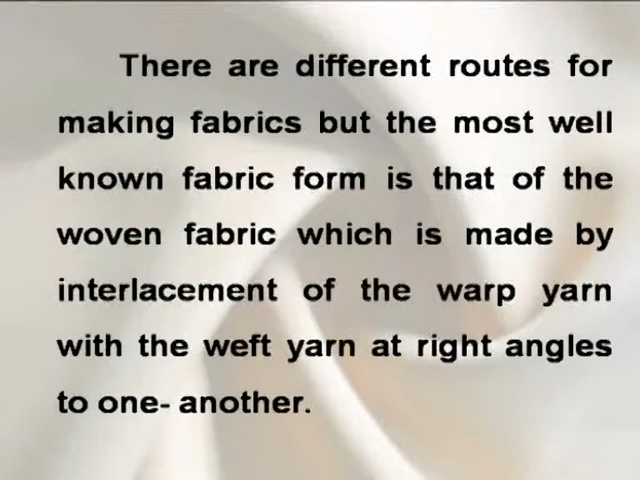 There are different routes for
making fabrics but the most well
known fabric form is that of the
woven fabric which is made by
interlacement of the warp yarn
with the weft yarn at right angles
to one- another.